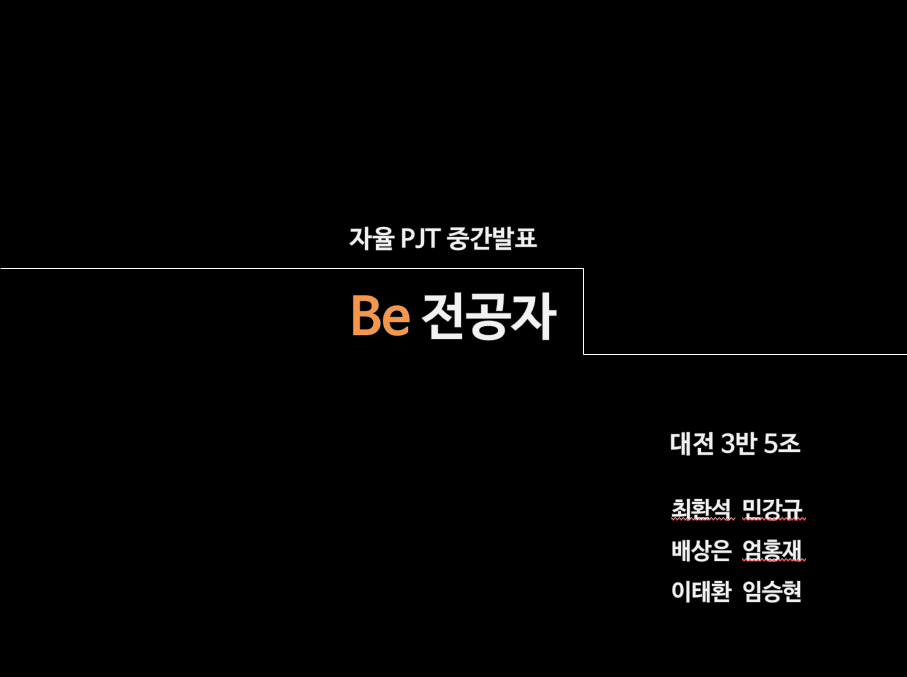 자율 PJT 중간발표
Be 전공자
대전 3반 5조
최환석 민강규
배상은 엄홍재
이태환 임승현